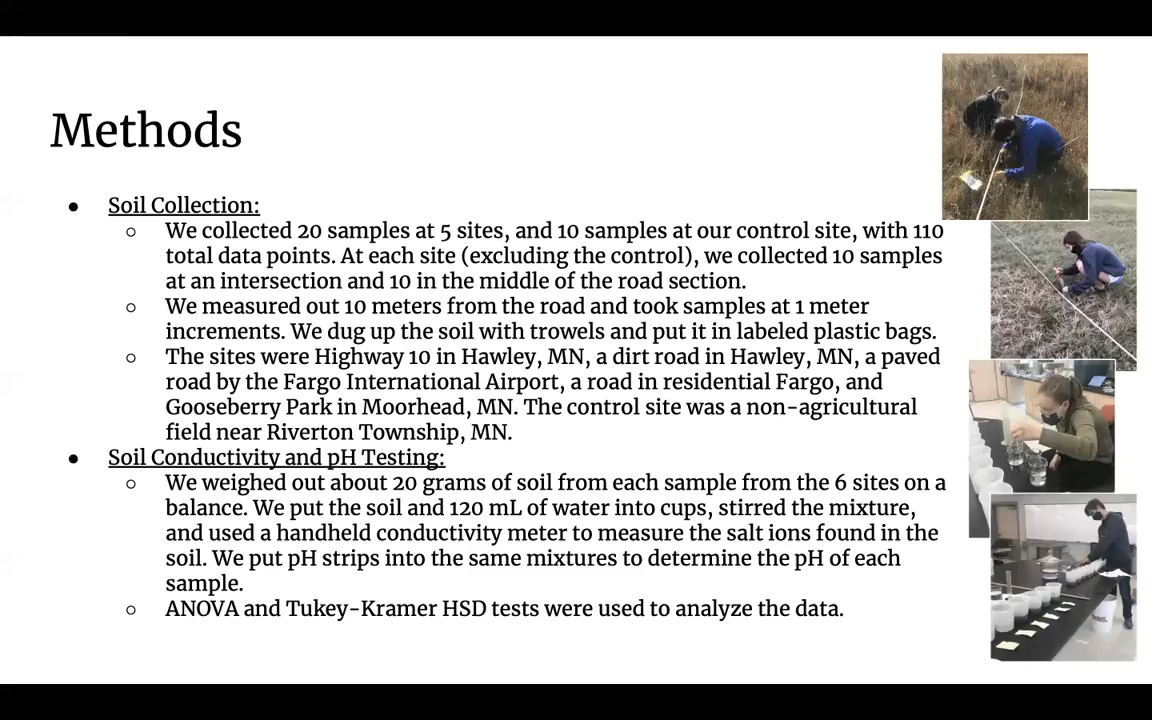 Methods
● Soil Collection:
○ We collected 20 samples at 5 sites, and 10 samples at our control site, with 110
total data points. At each site (excluding the control), we collected 10 samples
at an intersection and 10 in the middle of the road section.
○ We measured out 10 meters from the road and took samples at 1 meter
increments. We dug up the soil with trowels and put it in labeled plastic bags.
○ The sites were Highway 10 in Hawley, MN, a dirt road in Hawley, MN, a paved
road by the Fargo International Airport, a road in residential Fargo, and
Gooseberry Park in Moorhead, MN. The control site was a non-agricultural
field near Riverton Township, MN.
● Soil Conductivity and pH Testing:
○ We weighed out about 20 grams of soil from each sample from the 6 sites on a
balance. We put the soil and 120 mL of water into cups, stirred the mixture,
and used a handheld conductivity meter to measure the salt ions found in the
soil. We put pH strips into the same mixtures to determine the pH of each
sample.
○ ANOVA and Tukey-Kramer HSD tests were used to analyze the data.